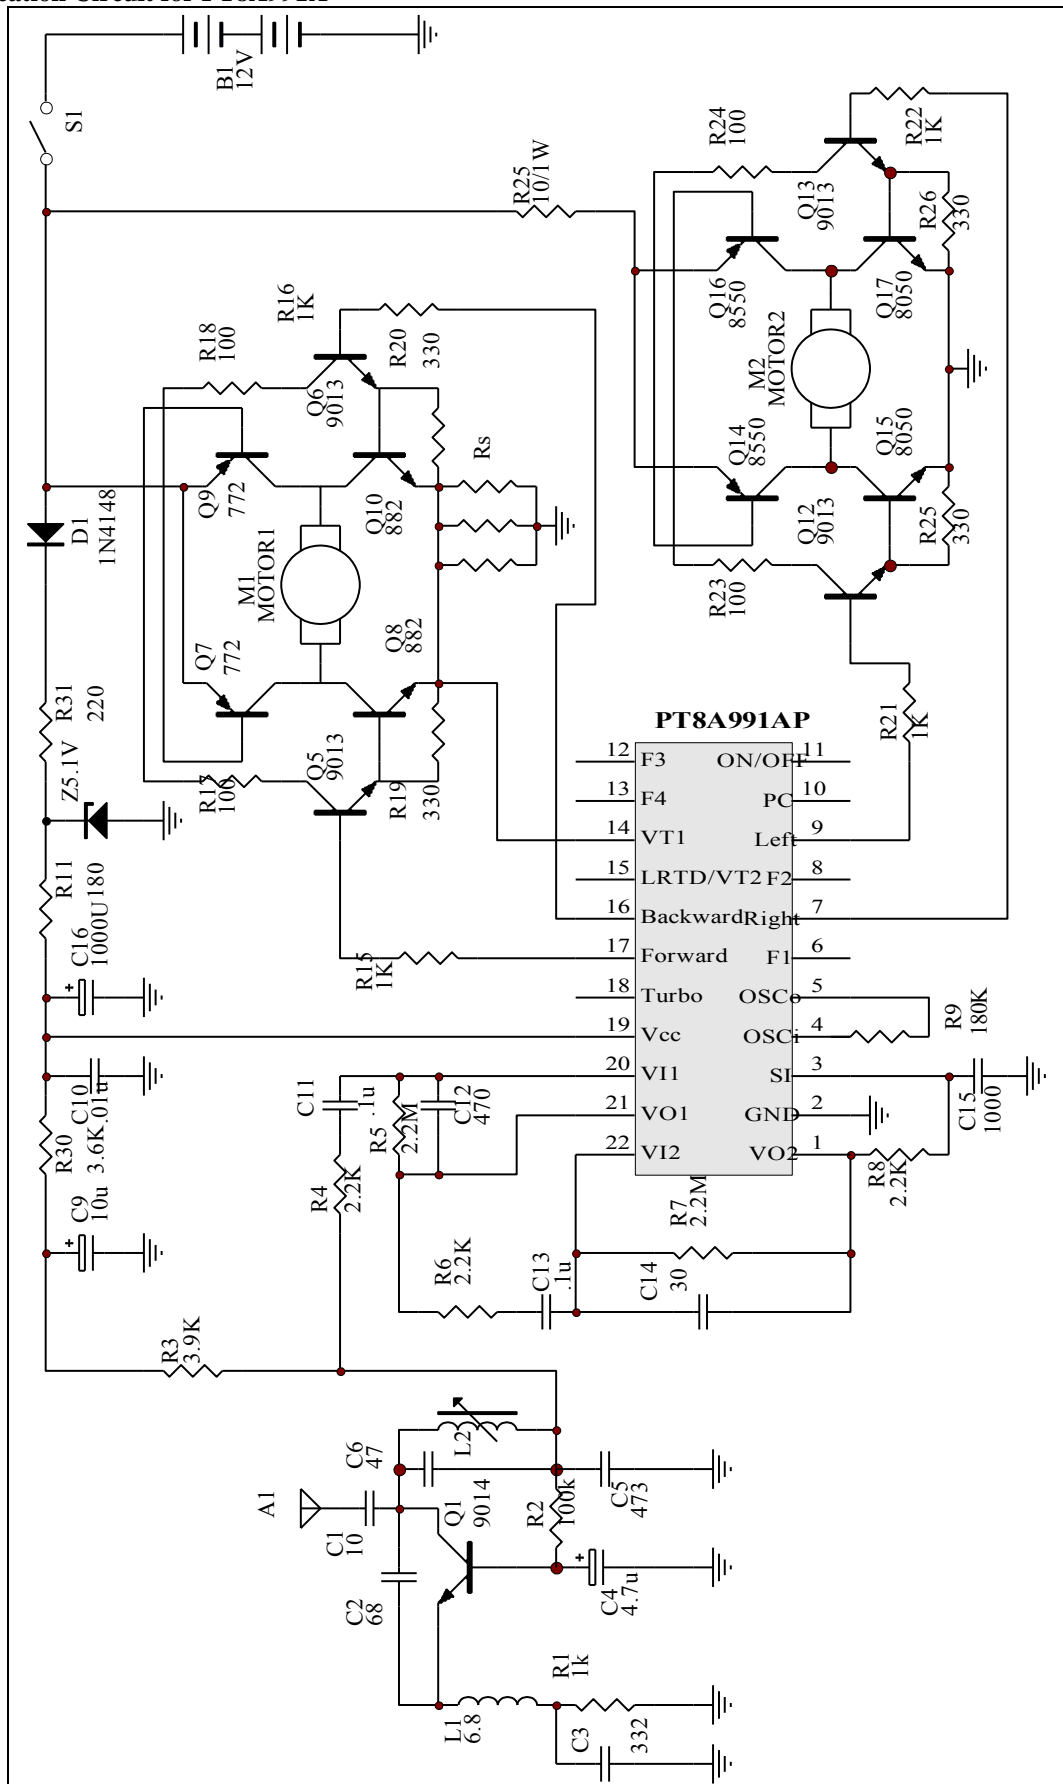 B1
12V
S1
R24
100
R22
1K
R25
10/1W
Q13
9013
R26
330
Q16
8550
Q17
8050
M2
MOTOR2
Q14
8550
Q15
8050
Q12
9013
R25
330
R23
100
R21
1K
R16
1K
R18
100
R20
330
Q6
9013
Rs
Q9
772
Q10
882
D1
1N4148
M1
MOTOR1
Q7
772
Q8
882
R31
220
Z5.1V
R17
100
Q5
9013
R19
330
R11
180
C16
1000U
+
R15
1K
PT8A991AP
12 F3 ON/OFF 11
13 F4 PC 10
14 VT1 Left 9
15 LRTD/VT2 F2 8
16 Backward Right 7
17 Forward F1 6
18 Turbo OSCo 5
19 Vcc OSCi 4
20 VI1 SI 3
21 VO1 GND 2
22 VI2 VO2 1
R9
180K
C15
1000
R8
2.2K
C10
.01u
R30
3.6K
C9
10u
+
C11
.1u
R5
2.2M
C12
470
R4
2.2K
R7
2.2M
R6
2.2K
C13
.1u
C14
30
R3
3.9K
L2
C6
47
A1
C1
10
Q1
9014
R2
100k
C5
473
+
C4
4.7u
C2
68
L1
6.8
R1
1k
C3
332